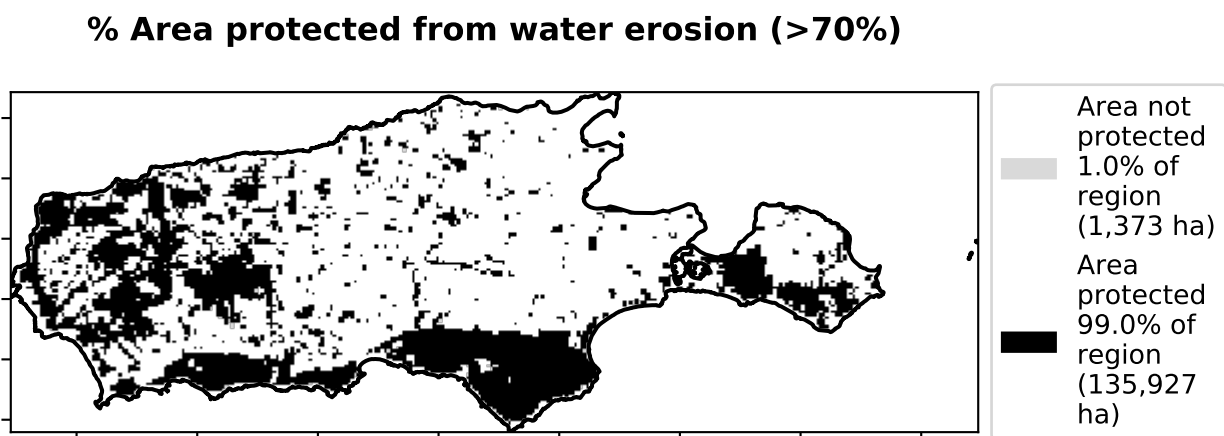 % Area protected from water erosion (>70%)
Area not
protected
1.0% of
region
(1,373 ha)
Area
protected
99.0% of
region
(135,927
ha)